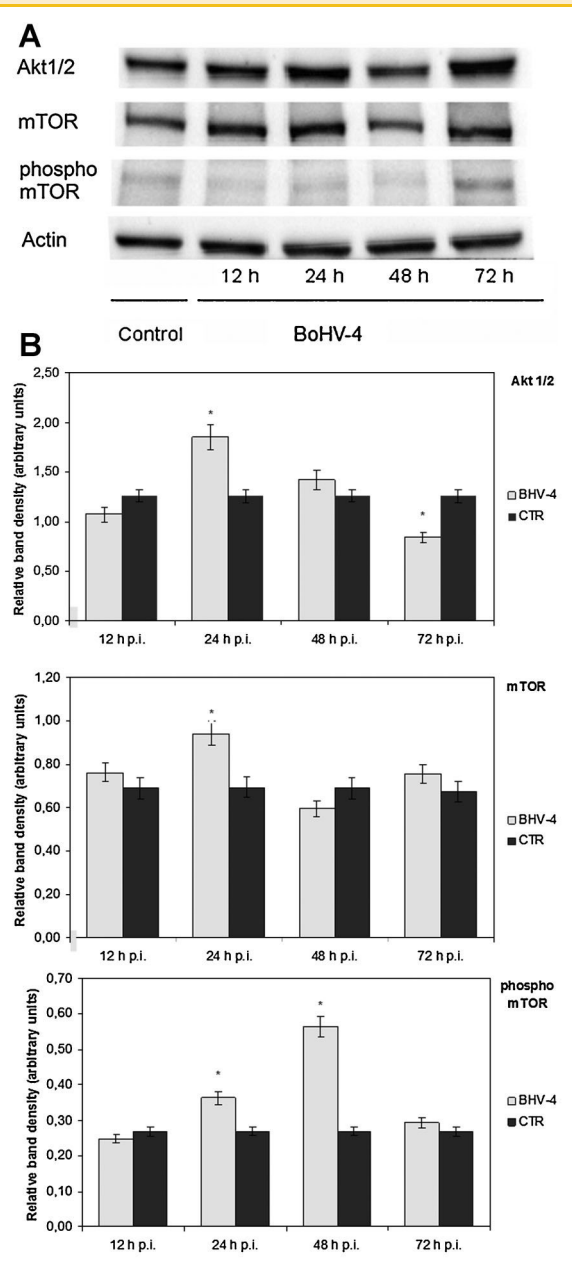 A
Akt1/2
mTOR
phospho
mTOR
Actin
12 h 24 h 48 h 72 h
Control BoHV-4
B
Akt 1/2
Relative band density (arbitrary units)
2,50
2,00
1,50
1,00
0,50
0,00
*
*
BHV-4
CTR
12 h p.i. 24 h p.i. 48 h p.i. 72 h p.i.
mTOR
Relative band density (arbitrary units)
1,20
1,00
0,80
0,60
0,40
0,20
0,00
*
BHV-4
CTR
12 h p.i. 24 h p.i. 48 h p.i. 72 h p.i.
phospho
mTOR
Relative band density (arbitrary units)
0,70
0,60
0,50
0,40
0,30
0,20
0,10
0,00
*
*
BHV-4
CTR
12 h p.i. 24 h p.i. 48 h p.i. 72 h p.i.